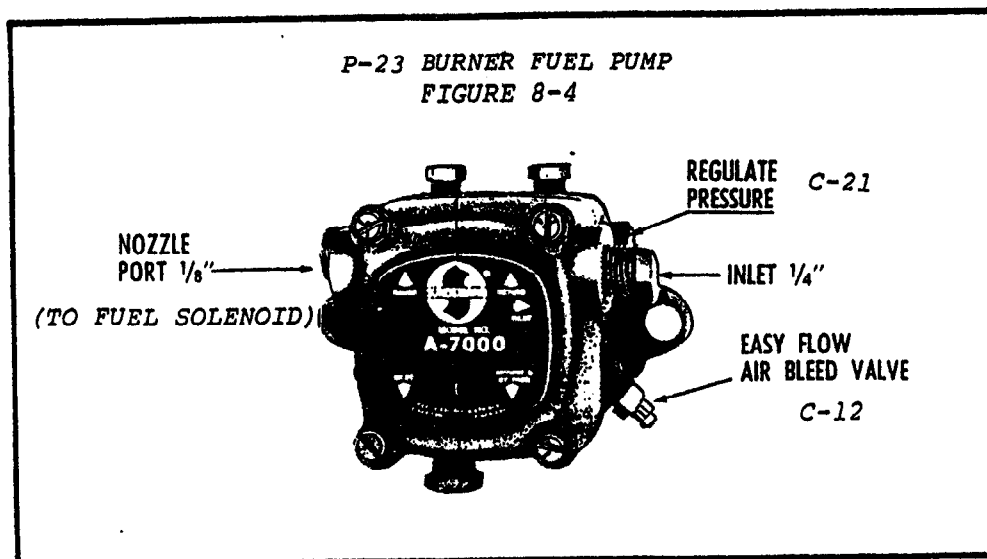 P-23 BURNER FUEL PUMP
FIGURE 8-4
REGULATE
PRESSURE
C-21
NOZZLE
PORT 1/8"
INLET 1/4"
(TO FUEL SOLENOID)
A-7000
EASY FLOW
AIR BLEED VALVE
C-12